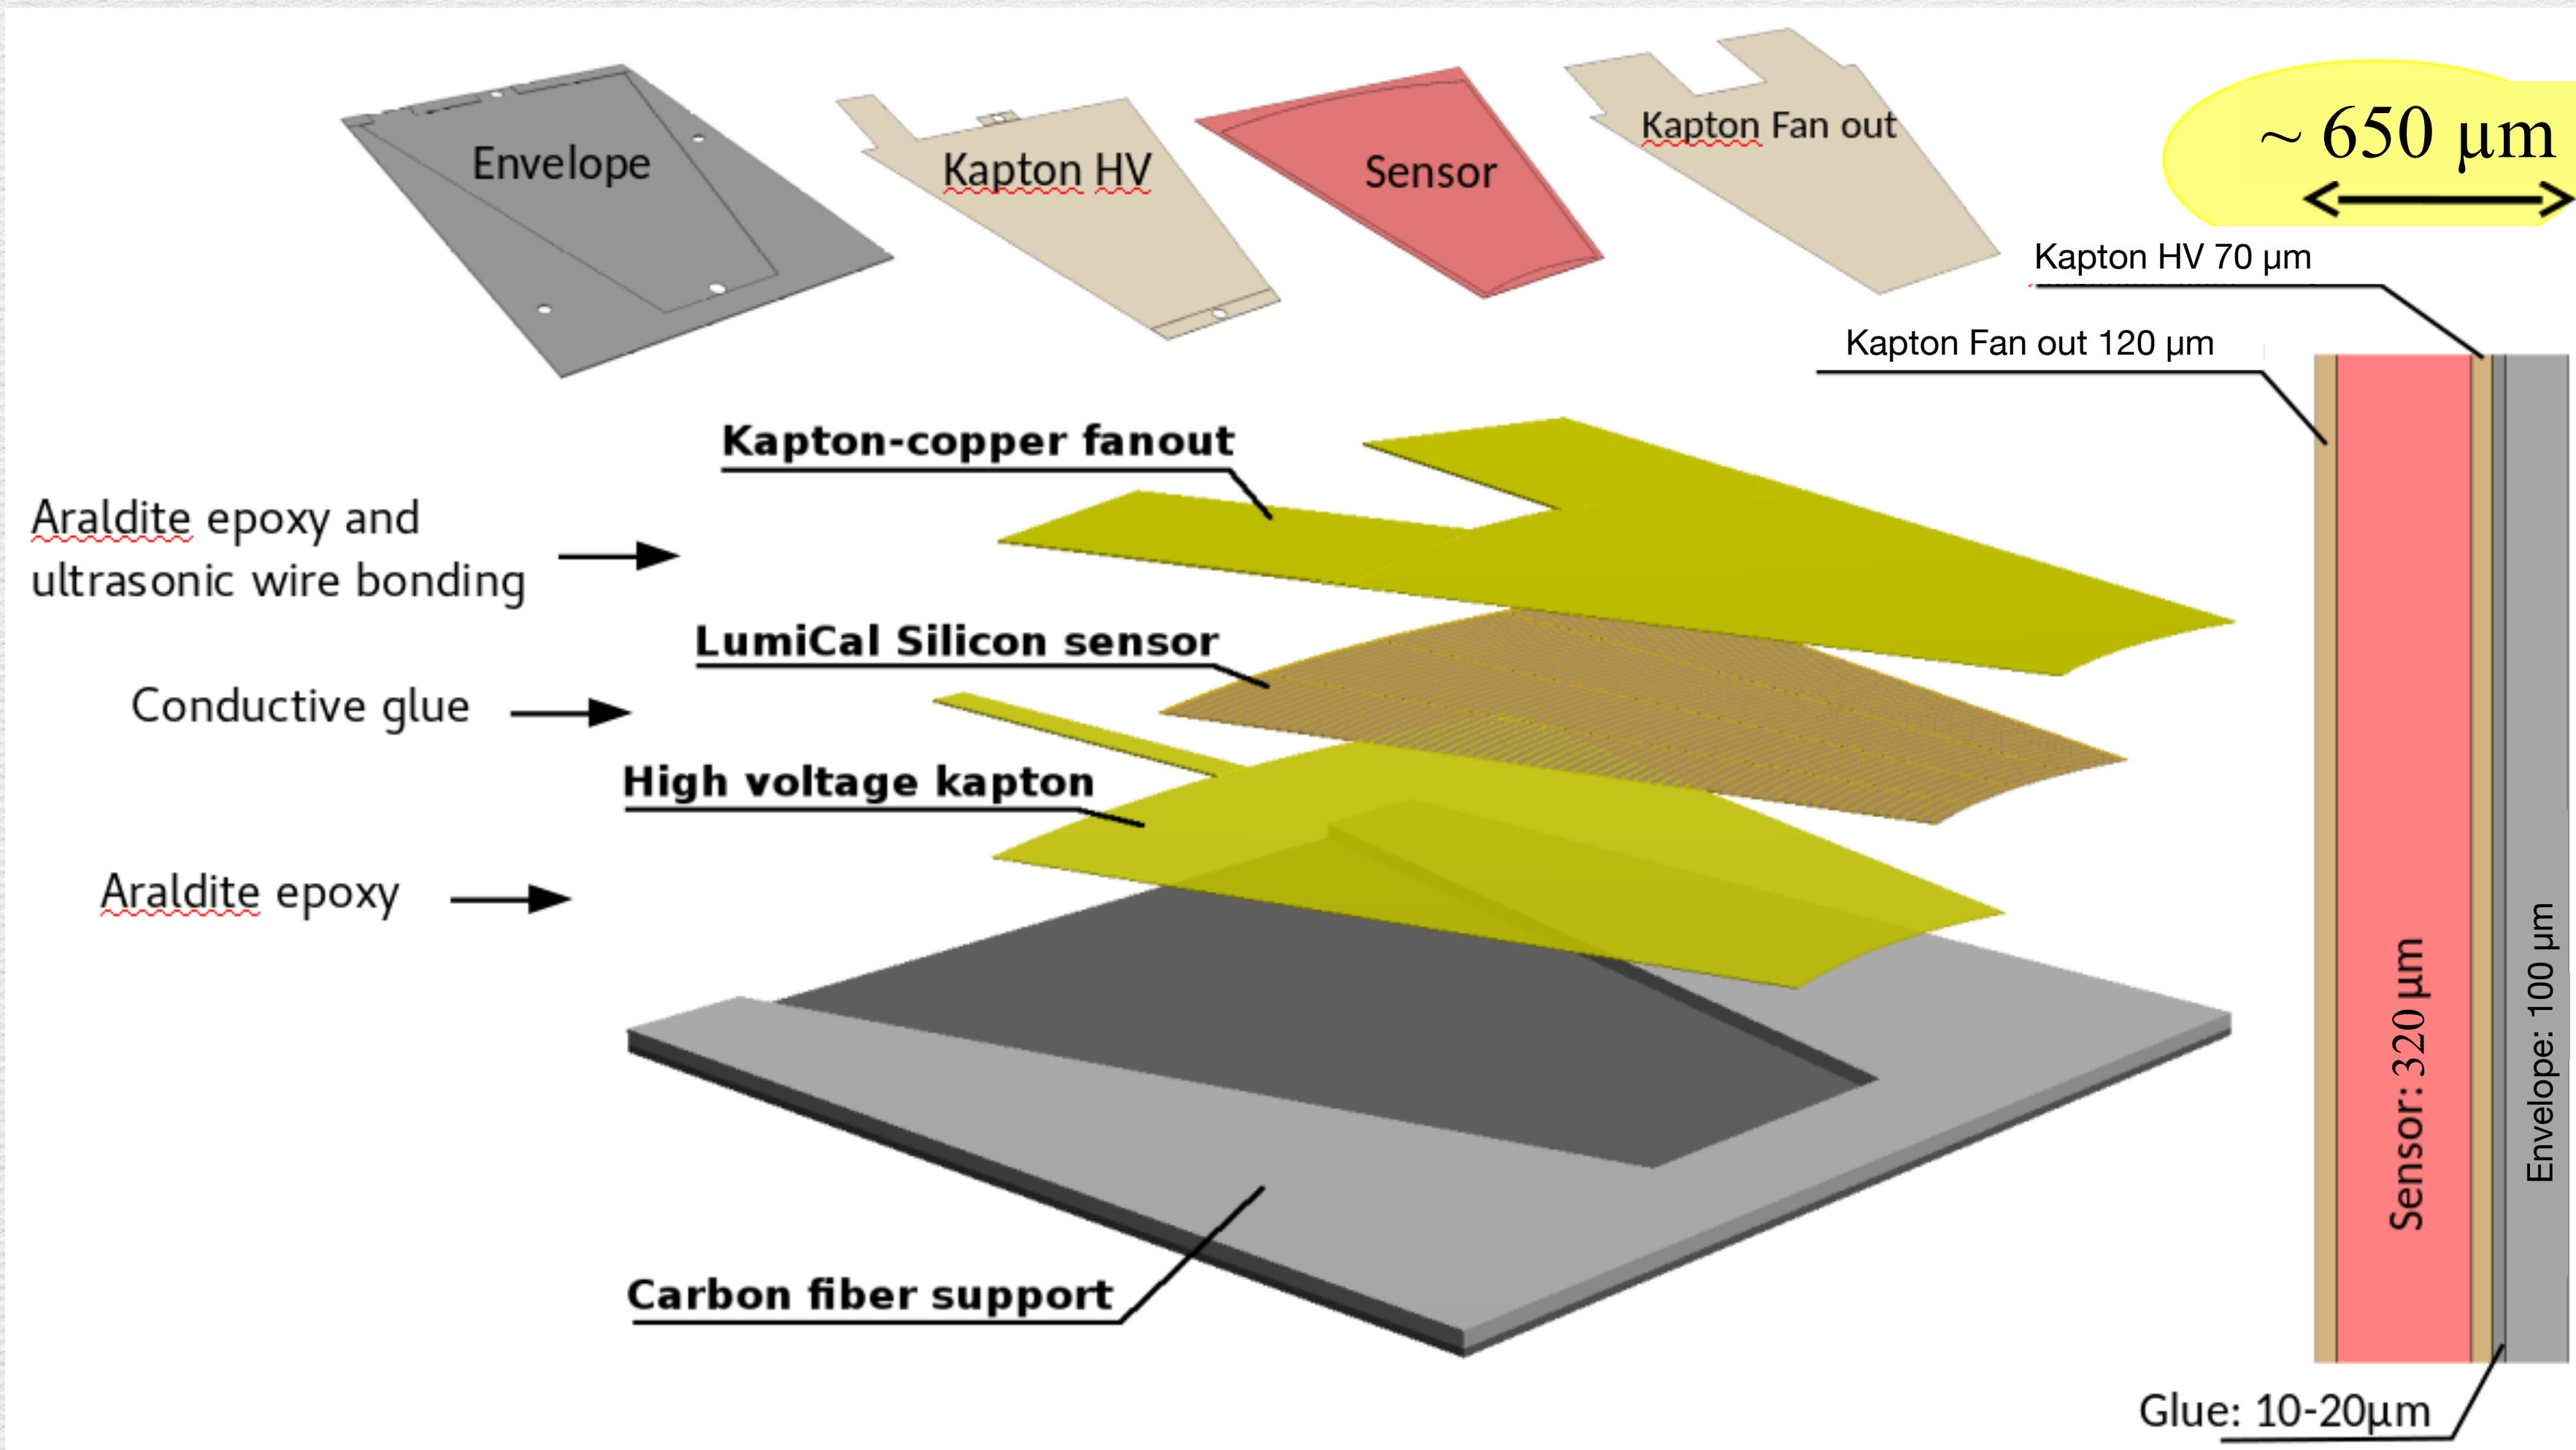 Envelope
Kapton HV
Sensor
Kapton Fan out
~ 650 μm
Kapton HV 70 μm
Kapton Fan out 120 μm
Kapton-copper fanout
Araldite epoxy and
ultrasonic wire bonding
LumiCal Silicon sensor
Conductive glue
High voltage kapton
Araldite epoxy
Carbon fiber support
Sensor: 320 μm
Envelope: 100 μm
Glue: 10-20μm